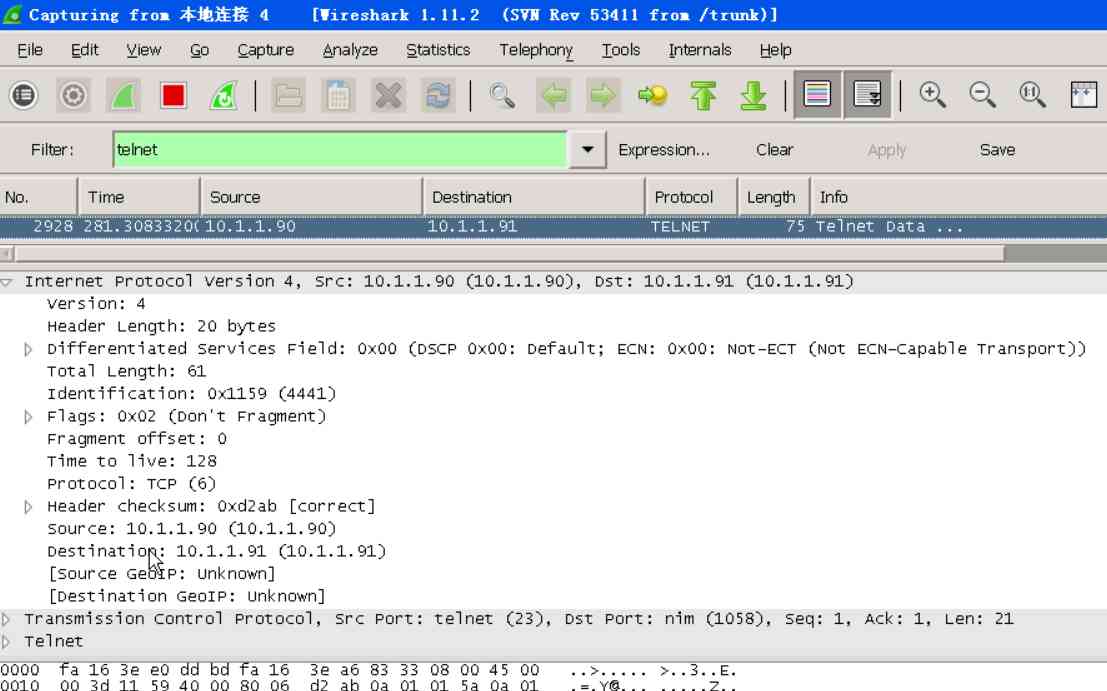 Capturing from 本地连接 4 [Wireshark 1.11.2 (SVN Rev 53411 from /trunk)]
File Edit View Go Capture Analyze Statistics Telephony Tools Internals Help
Filter: telnet Expression... Clear Apply Save
No. Time Source Destination Protocol Length Info
2928 281.3083320( 10.1.1.90 10.1.1.91 TELNET 75 Telnet Data ...
Internet Protocol Version 4, Src: 10.1.1.90 (10.1.1.90), Dst: 10.1.1.91 (10.1.1.91)
Version: 4
Header Length: 20 bytes
Differentiated Services Field: 0x00 (DSCP 0x00: Default; ECN: 0x00: Not-ECT (Not ECN-Capable Transport))
Total Length: 61
Identification: 0x1159 (4441)
Flags: 0x02 (Don't Fragment)
Fragment offset: 0
Time to live: 128
Protocol: TCP (6)
Header checksum: 0xd2ab [correct]
Source: 10.1.1.90 (10.1.1.90)
Destination: 10.1.1.91 (10.1.1.91)
[Source GeoIP: Unknown]
[Destination GeoIP: Unknown]
Transmission Control Protocol, Src Port: telnet (23), Dst Port: nim (1058), Seq: 1, Ack: 1, Len: 21
Telnet
0000 fa 16 3e e0 dd bd fa 16 3e a6 83 33 08 00 45 00 ..>..... >..3..E.
0010 00 3d 11 59 40 00 80 06 d2 ab 0a 01 01 5a 0a 01 .=.Y@... .....Z..